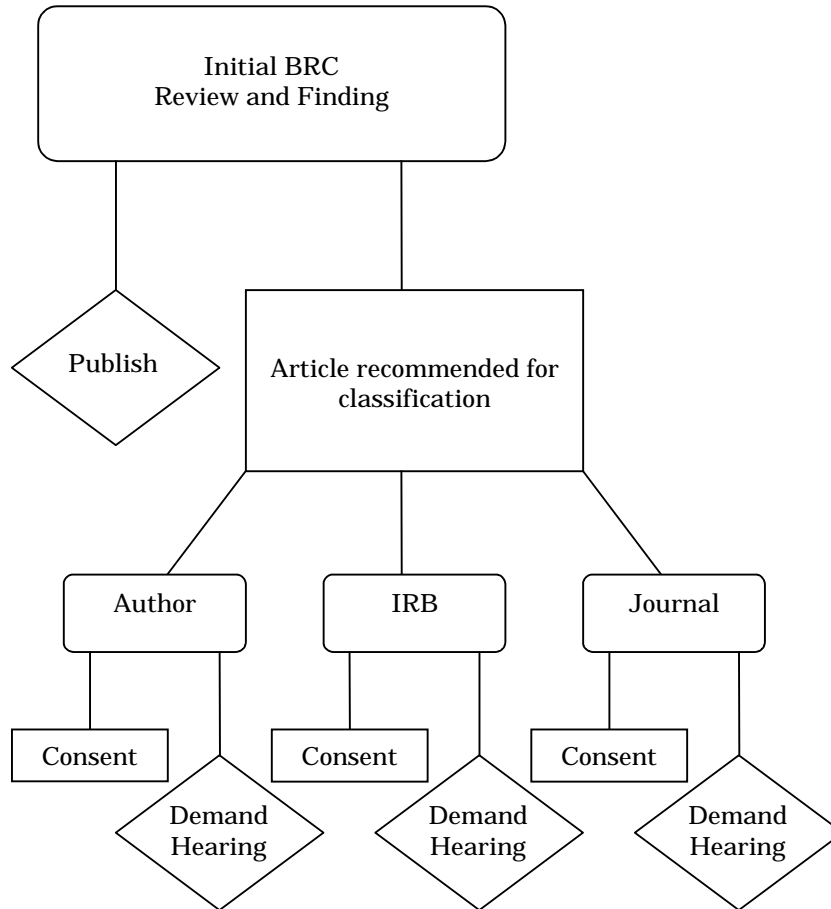 Initial BRC
Review and Finding
Publish
Article recommended for
classification
Author
IRB
Journal
Consent
Consent
Consent
Demand
Hearing
Demand
Hearing
Demand
Hearing